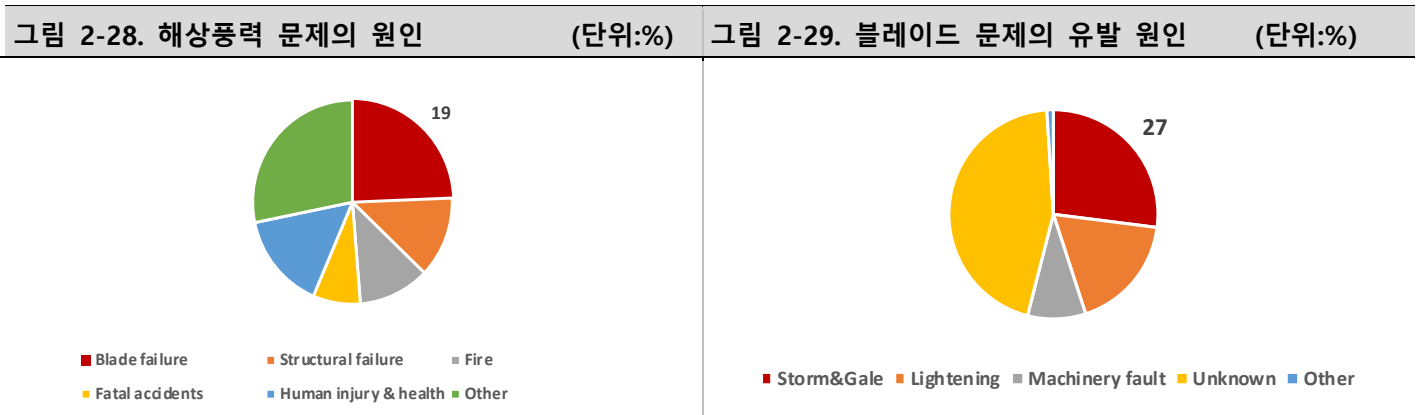 그림 2-28. 해상풍력 문제의 원인 (단위:%)
19
Blade failure Structural failure Fire
Fatal accidents Human injury & health Other
그림 2-29. 블레이드 문제의 유발 원인 (단위:%)
27
Storm&Gale Lightening Machinery fault Unknown Other